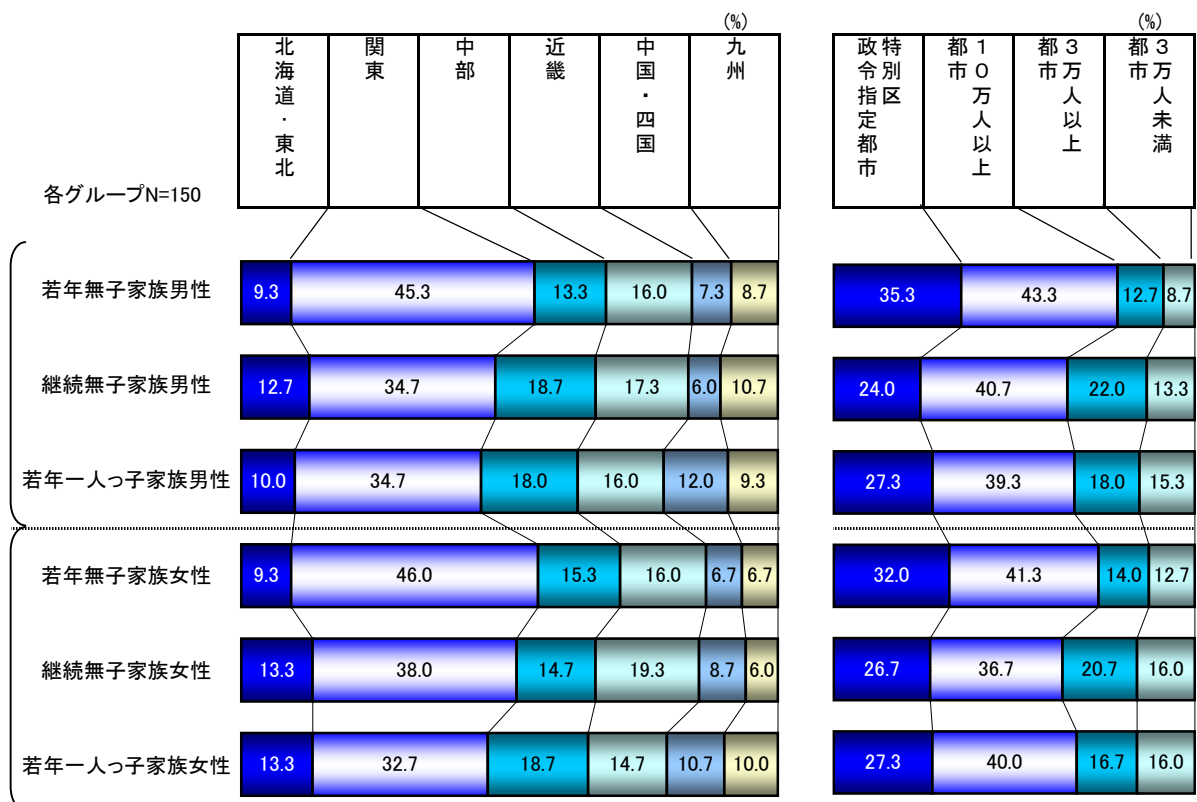 (%)
北海道・東北
関東
中部
近畿
中国・四国
九州
(%)
特別区
政令指定都市
10万人以上
都市
3万人以上
都市
3万人未満
都市
各グループN=150
若年無子家族男性
9.3 45.3 13.3 16.0 7.3 8.7
35.3 43.3 12.7 8.7
継続無子家族男性
12.7 34.7 18.7 17.3 6.0 10.7
24.0 40.7 22.0 13.3
若年一人っ子家族男性
10.0 34.7 18.0 16.0 12.0 9.3
27.3 39.3 18.0 15.3
若年無子家族女性
9.3 46.0 15.3 16.0 6.7 6.7
32.0 41.3 14.0 12.7
継続無子家族女性
13.3 38.0 14.7 19.3 8.7 6.0
26.7 36.7 20.7 16.0
若年一人っ子家族女性
13.3 32.7 18.7 14.7 10.7 10.0
27.3 40.0 16.7 16.0